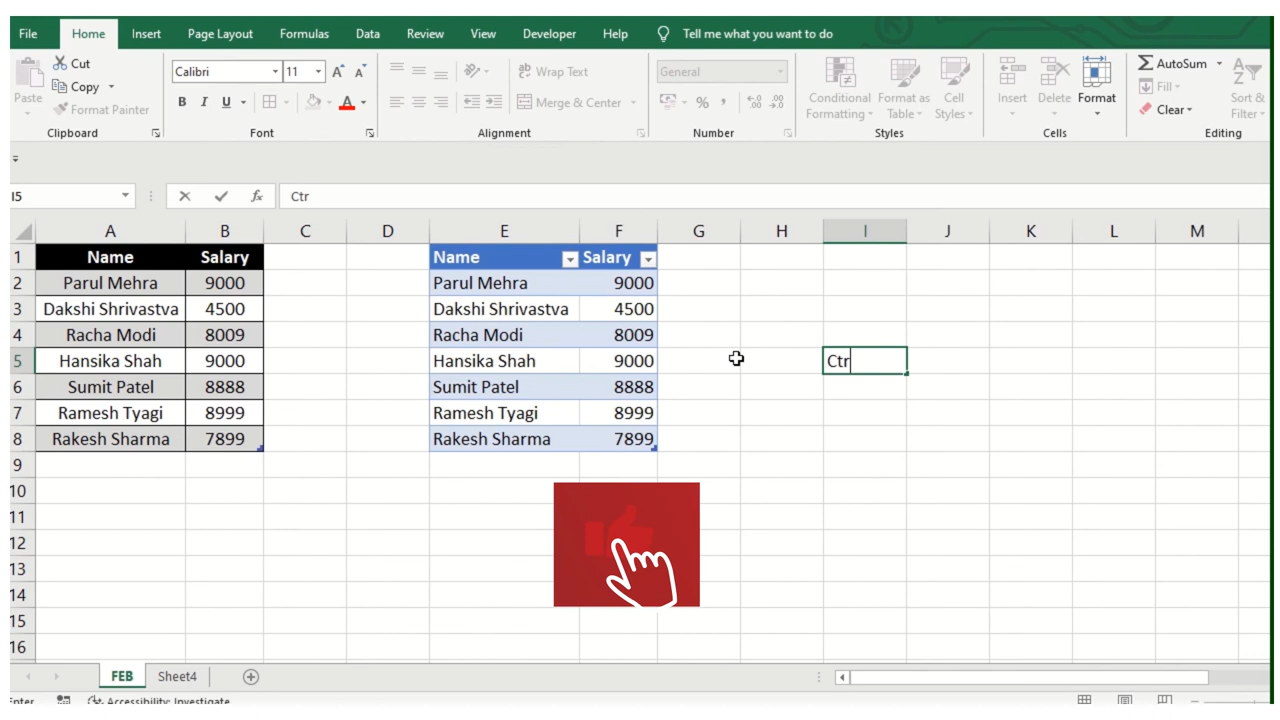 File Home Insert Page Layout Formulas Data Review View Developer Help Tell me what you want to do
Cut
Copy
Format Painter
Paste
Clipboard
Calibri 11 A A
B I U A
Font
ab Wrap Text
Merge & Center
Alignment
General
% , .0 .00 .00 .0
Number
Conditional Formatting
Format as Table
Cell Styles
Styles
Insert Delete Format
Cells
AutoSum
Fill
Clear
A Z
Sort &
Filter
Editing
I5 fx Ctr
A B C D E F G H I J K L M
1 Name Salary Name Salary
2 Parul Mehra 9000 Parul Mehra 9000
3 Dakshi Shrivastva 4500 Dakshi Shrivastva 4500
4 Racha Modi 8009 Racha Modi 8009
5 Hansika Shah 9000 Hansika Shah 9000 Ctr
6 Sumit Patel 8888 Sumit Patel 8888
7 Ramesh Tyagi 8999 Ramesh Tyagi 8999
8 Rakesh Sharma 7899 Rakesh Sharma 7899
9
10
11
12
13
14
15
16
FEB Sheet4
Enter Accessibility: Investigate